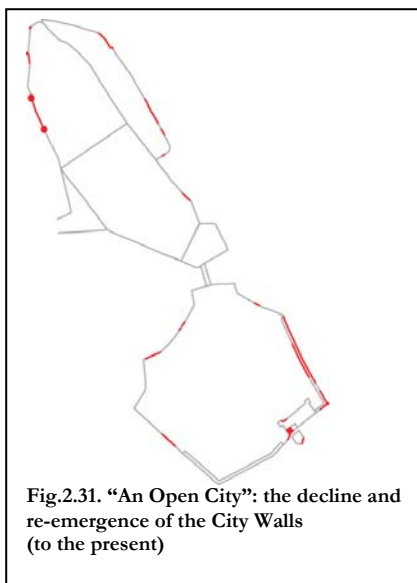 Fig.2.31. “An Open City”: the decline and
re-emergence of the City Walls
(to the present)